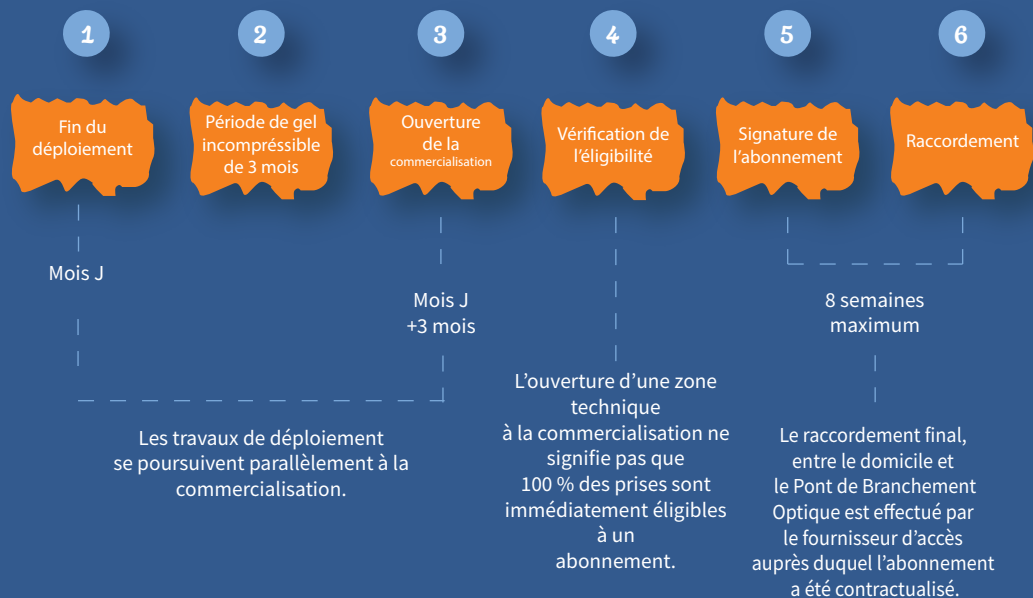 1
2
3
4
5
6
Fin du
déploiement
Période de gel
incompréssible
de 3 mois
Ouverture
de la
commercialisation
Vérification de
l'éligibilité
Signature de
l'abonnement
Raccordement
Mois J
Mois J
+3 mois
8 semaines
maximum
Les travaux de déploiement
se poursuivent parallèlement à la
commercialisation.
L'ouverture d'une zone
technique
à la commercialisation ne
signifie pas que
100 % des prises sont
immédiatement éligibles
à un
abonnement.
Le raccordement final,
entre le domicile et
le Pont de Branchement
Optique est effectué par
le fournisseur d'accès
auprès duquel l'abonnement
a été contractualisé.